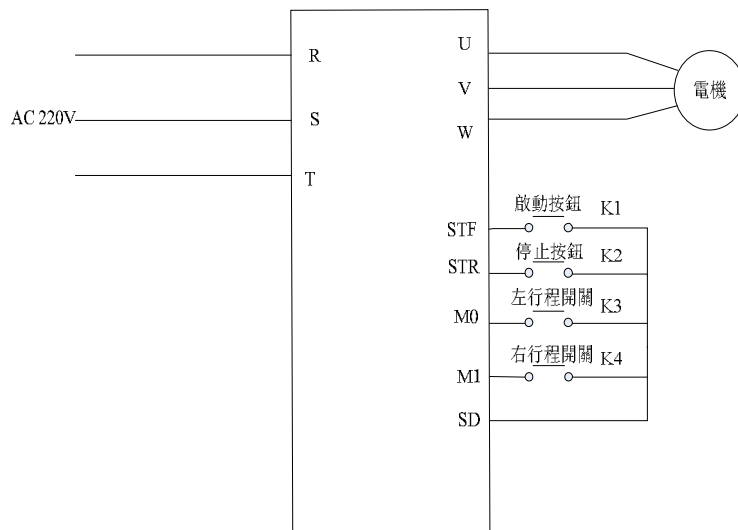 R
U
V
電機
AC 220V
S
W
T
啟動按鈕 K1
STF
停止按鈕 K2
STR
左行程開關 K3
M0
右行程開關 K4
M1
SD